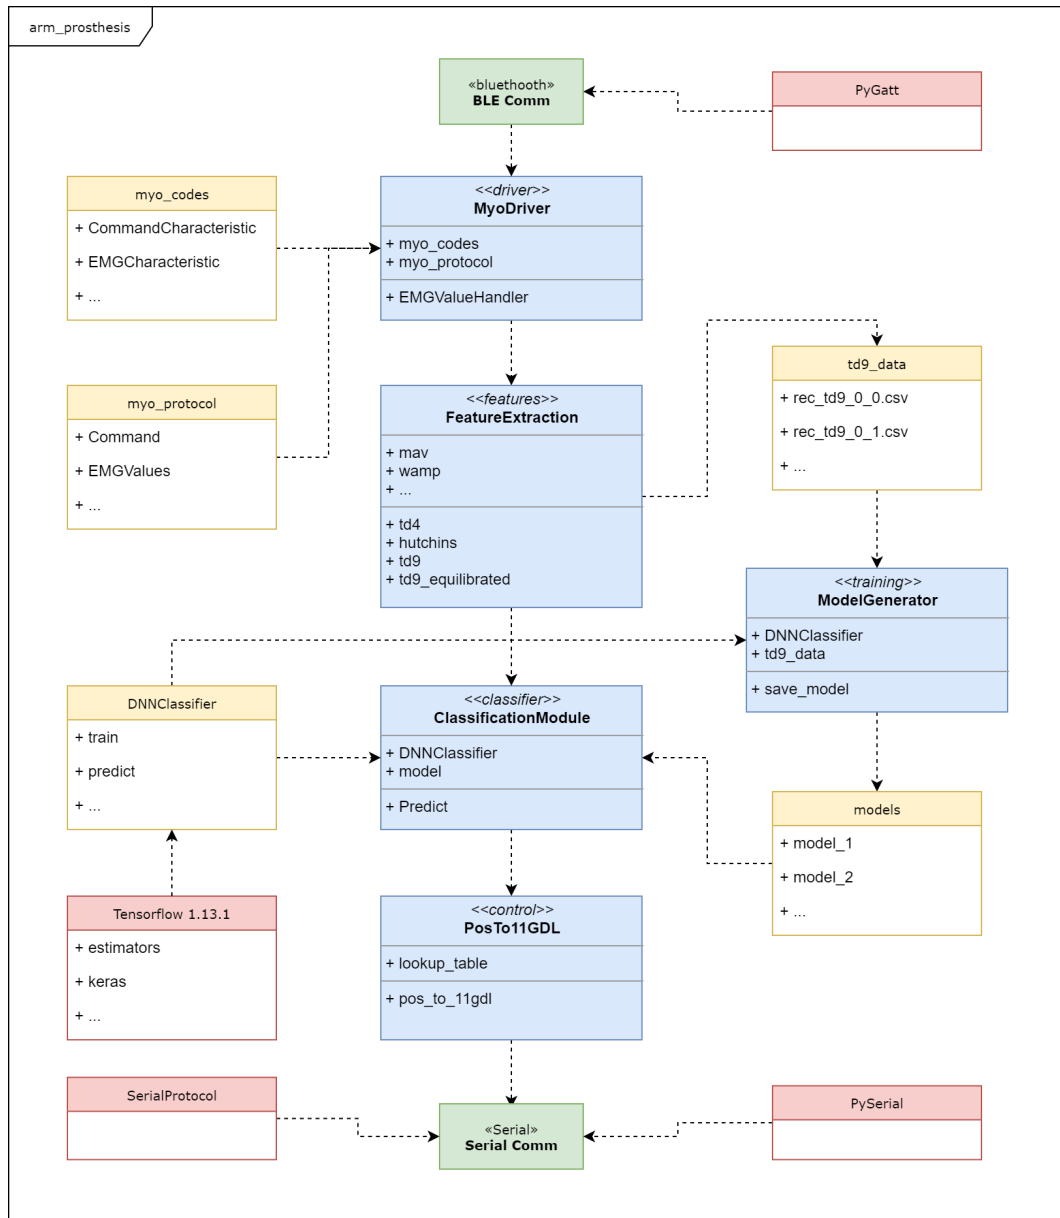 arm_prosthesis
«bluethooth»
BLE Comm
PyGatt
myo_codes
+ CommandCharacteristic
+ EMGCharacteristic
+ ...
<<driver>>
MyoDriver
+ myo_codes
+ myo_protocol
+ EMGValueHandler
td9_data
+ rec_td9_0_0.csv
+ rec_td9_0_1.csv
+ ...
myo_protocol
+ Command
+ EMGValues
+ ...
<<features>>
FeatureExtraction
+ mav
+ wamp
+ ...
+ td4
+ hutchins
+ td9
+ td9_equilibrated
<<training>>
ModelGenerator
+ DNNClassifier
+ td9_data
+ save_model
DNNClassifier
+ train
+ predict
+ ...
<<classifier>>
ClassificationModule
+ DNNClassifier
+ model
+ Predict
models
+ model_1
+ model_2
+ ...
Tensorflow 1.13.1
+ estimators
+ keras
+ ...
<<control>>
PosTo11GDL
+ lookup_table
+ pos_to_11gdl
SerialProtocol
«Serial»
Serial Comm
PySerial